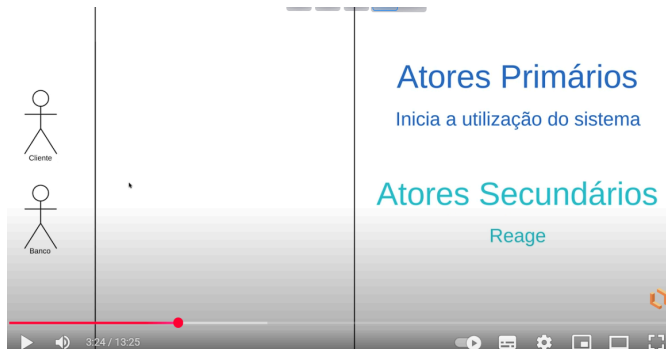 Cliente
Banco
Atores Primários
Inicia a utilização do sistema
Atores Secundários
Reage
3:24 / 13:25